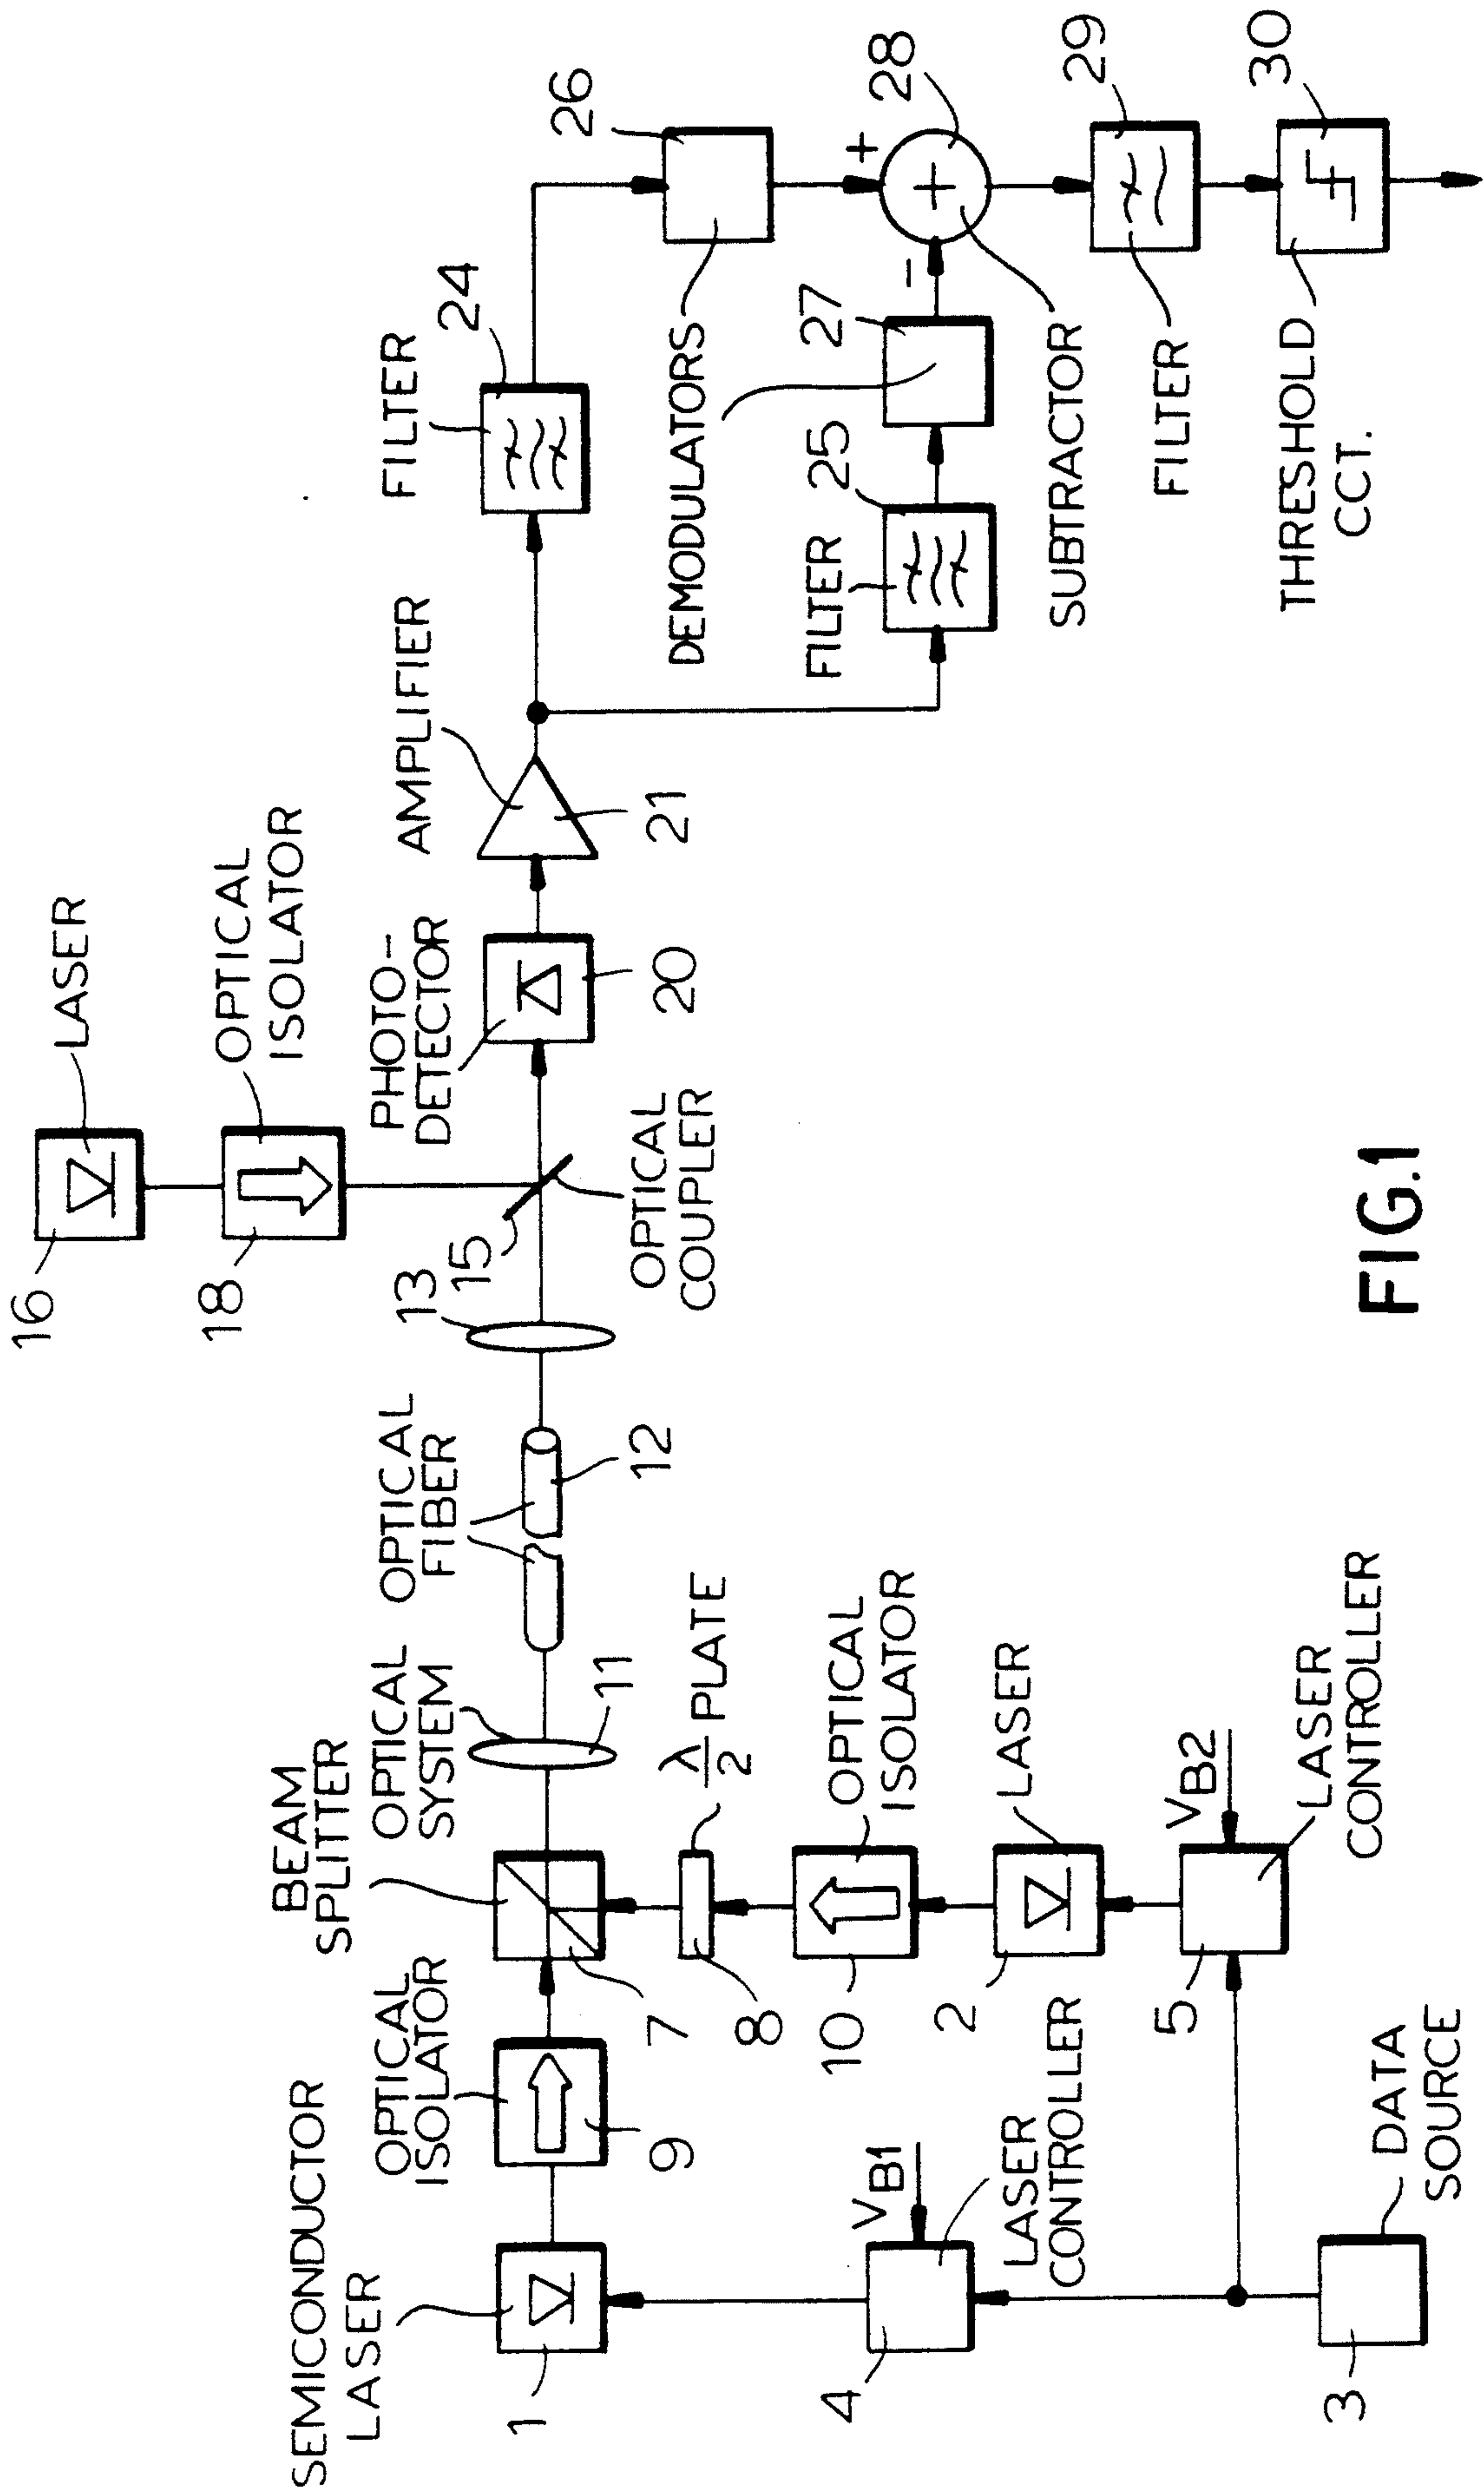 16
LASER
18
OPTICAL
ISOLATOR
SEMICONDUCTOR
LASER
1
OPTICAL
ISOLATOR
9
BEAM
SPLITTER
7
OPTICAL
SYSTEM
11
OPTICAL
FIBER
12
13
15
OPTICAL
COUPLER
PHOTO-
DETECTOR
20
AMPLIFIER
21
FILTER
24
26
DEMODULATORS
λ/2 PLATE
8
OPTICAL
ISOLATOR
10
LASER
2
VB1
LASER
CONTROLLER
4
VB2
LASER
CONTROLLER
5
DATA
SOURCE
3
FILTER
25
27
+
-
+
28
SUBTRACTOR
FILTER
29
THRESHOLD
CCT.
30
FIG.1